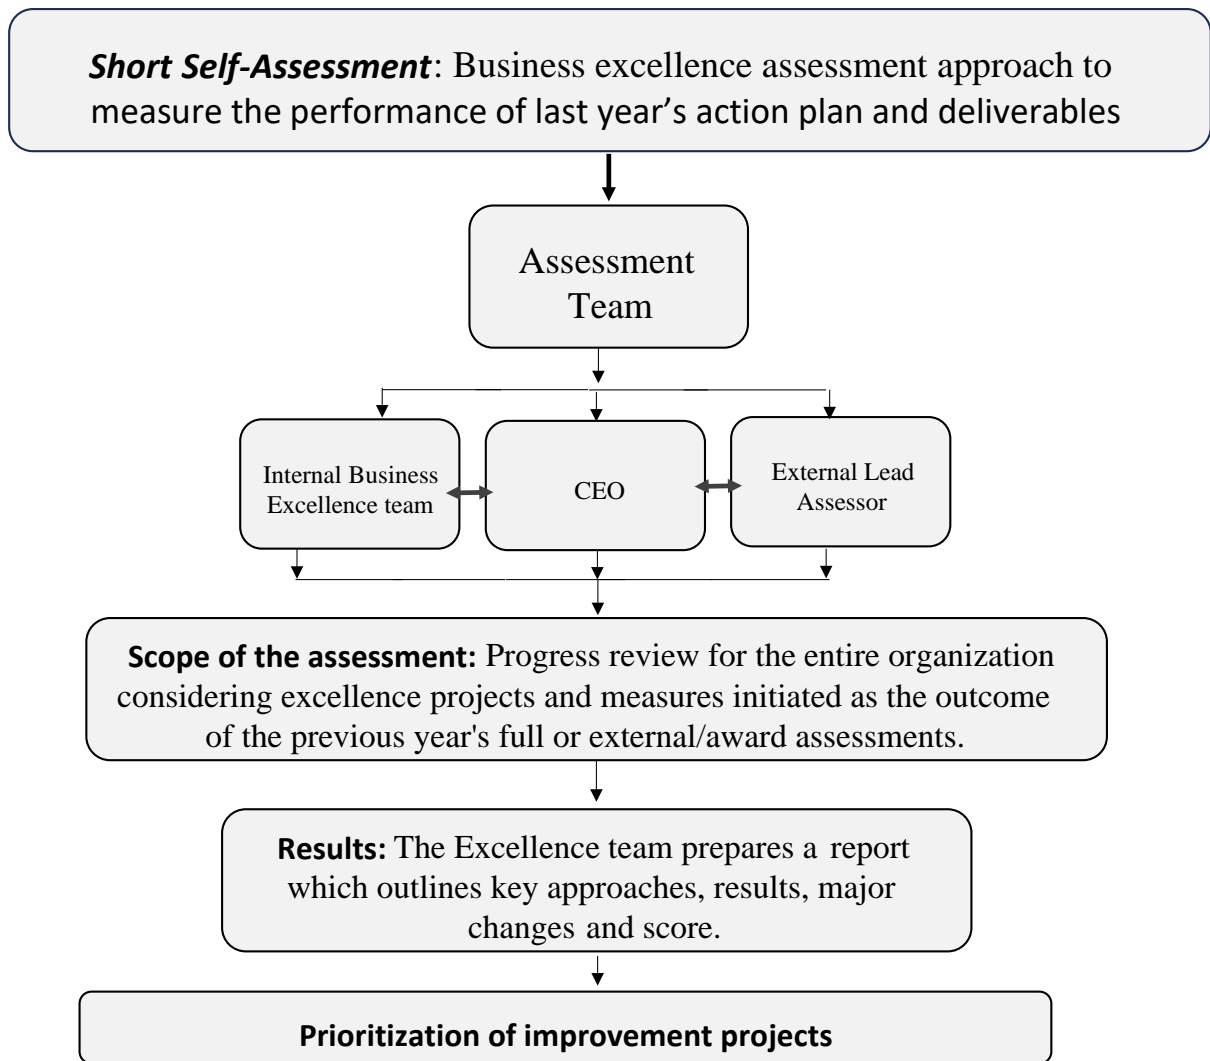 Short Self-Assessment: Business excellence assessment approach to
measure the performance of last year’s action plan and deliverables
Assessment
Team
Internal Business
Excellence team
CEO
External Lead
Assessor
Scope of the assessment: Progress review for the entire organization
considering excellence projects and measures initiated as the outcome
of the previous year's full or external/award assessments.
Results: The Excellence team prepares a report
which outlines key approaches, results, major
changes and score.
Prioritization of improvement projects